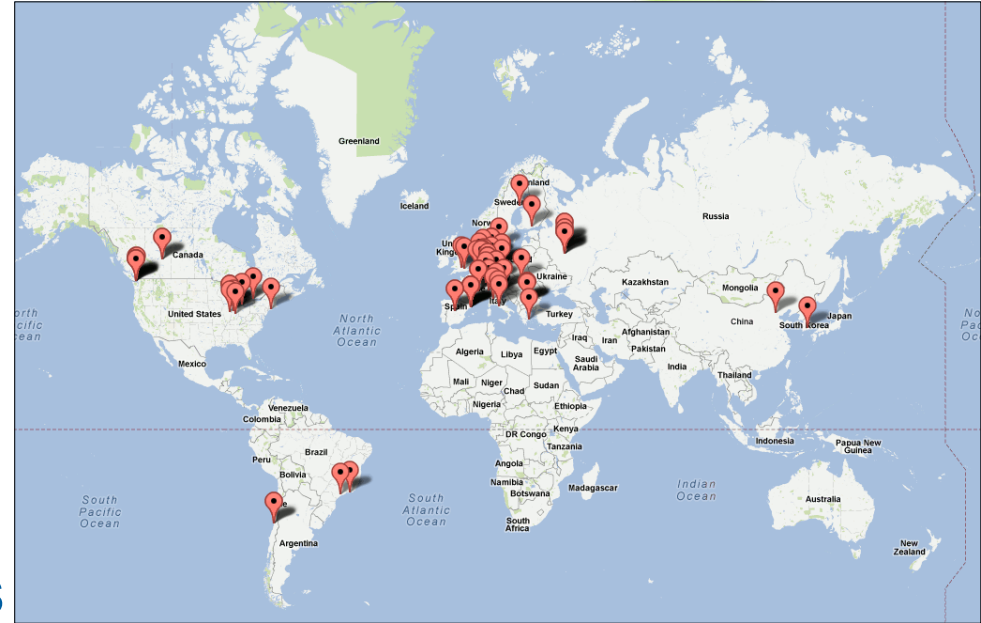 Greenland
Iceland
Finland
Sweden
Norw
Russia
Canada
Un
Kingd
Ukraine
Kazakhstan
Mongolia
North
Pacific
Ocean
United States
North
Atlantic
Ocean
Spain
Italy
Turkey
China
South Korea
Japan
Iraq
Iran
Afghanistan
Pakistan
Mexico
Algeria
Libya
Egypt
Saudi
Arabia
India
Thailand
Mali
Niger
Chad
Sudan
Nigeria
Ethiopia
Venezuela
Colombia
Kenya
DR Congo
Tanzania
Indonesia
Papua New
Guinea
Peru
Brazil
Bolivia
Angola
Namibia
Botswana
Madagascar
Indian
Ocean
Australia
South
Pacific
Ocean
South
Atlantic
Ocean
South
Africa
Argentina
New
Zealand
s